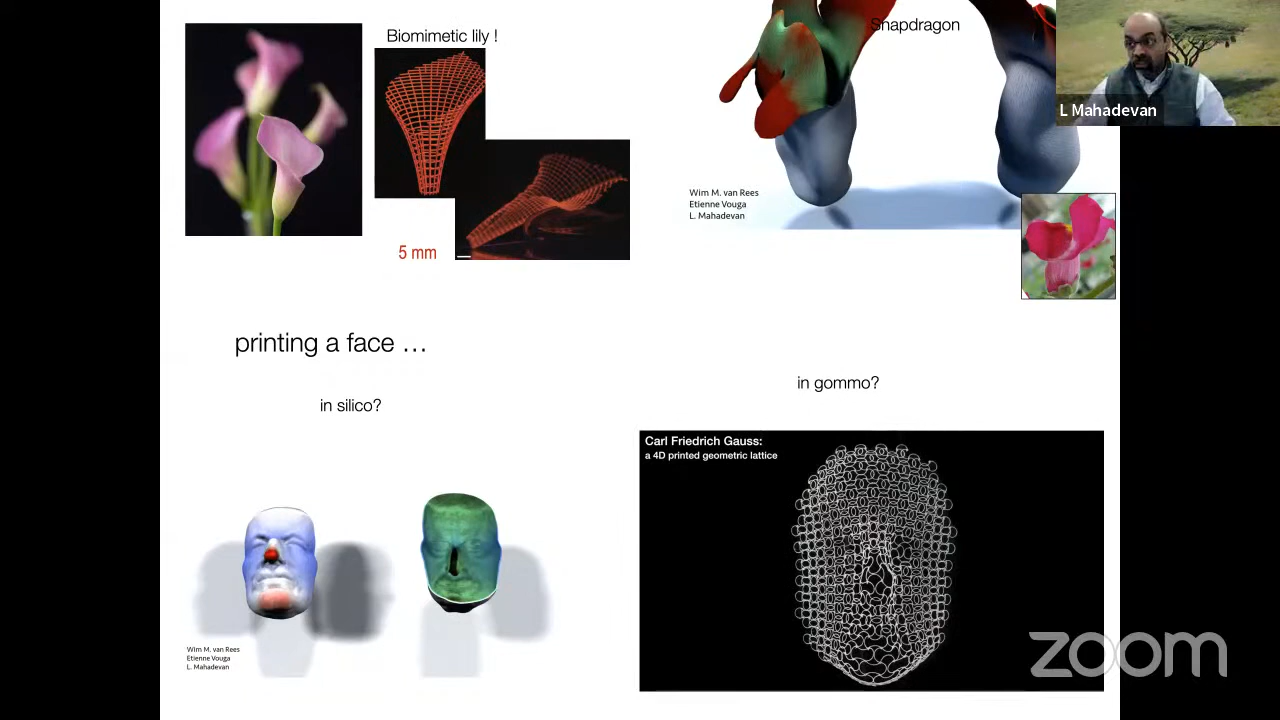 Biomimetic lily !
Snapdragon
L Mahadevan
Wim M. van Rees
Etienne Vouga
L. Mahadevan
5 mm
printing a face …
in silico?
in gommo?
Carl Friedrich Gauss:
a 4D printed geometric lattice
Wim M. van Rees
Etienne Vouga
L. Mahadevan
zoom